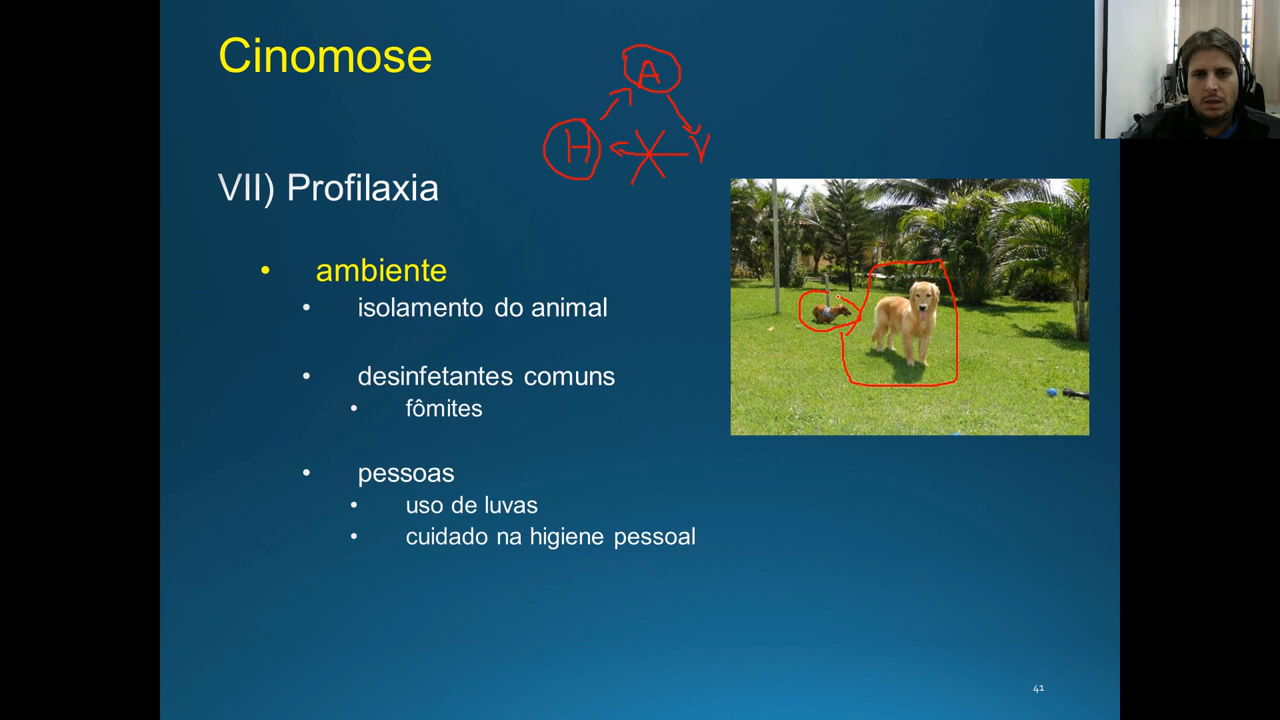 Cinomose
A
H
V
VII) Profilaxia
• ambiente
• isolamento do animal
• desinfetantes comuns
• fômites
• pessoas
• uso de luvas
• cuidado na higiene pessoal
41